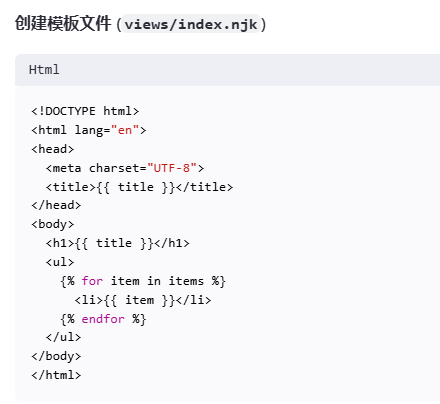 创建模板文件 (views/index.njk)
Html
<!DOCTYPE html>
<html lang="en">
<head>
  <meta charset="UTF-8">
  <title>{{ title }}</title>
</head>
<body>
  <h1>{{ title }}</h1>
  <ul>
    {% for item in items %}
      <li>{{ item }}</li>
    {% endfor %}
  </ul>
</body>
</html>